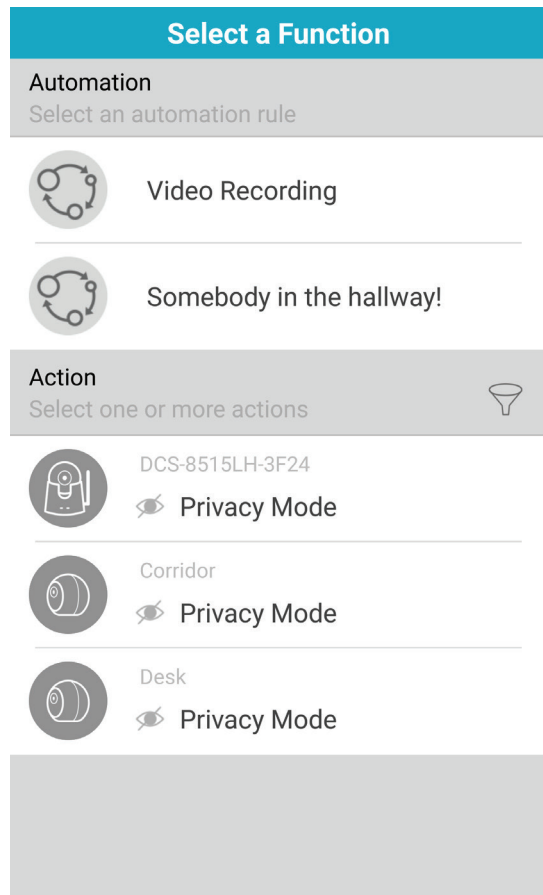 Select a Function
Automation
Select an automation rule
Video Recording
Somebody in the hallway!
Action
Select one or more actions
DCS-8515LH-3F24
Privacy Mode
Corridor
Privacy Mode
Desk
Privacy Mode